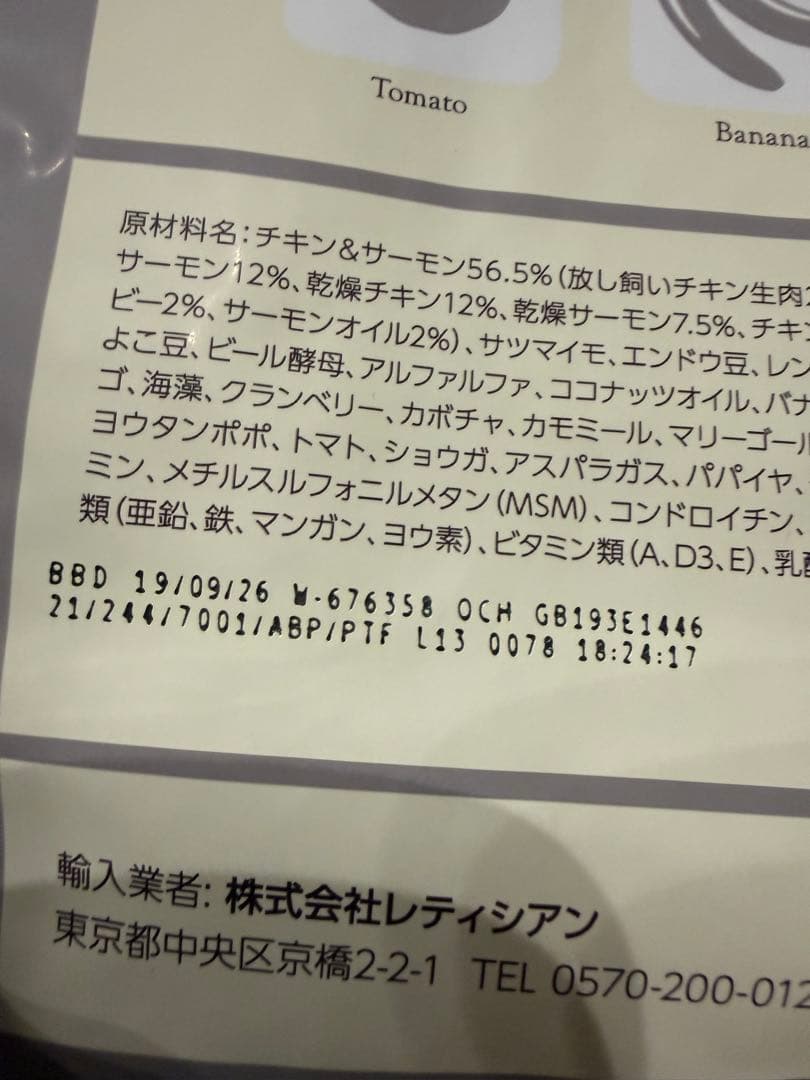 Tomato
Banana
原材料名:チキン&サーモン56.5%(放し飼いチキン生肉
サーモン12%、乾燥チキン12%、乾燥サーモン7.5%、チキ
ビー2%、サーモンオイル2%)、サツマイモ、エンドウ豆、レン
よこ豆、ビール酵母、アルファルファ、ココナッツオイル、バナ
ゴ、海藻、クランベリー、カボチャ、カモミール、マリーゴール
ヨウタンポポ、トマト、ショウガ、アスパラガス、パパイヤ、
ミン、メチルスルフォニルメタン(MSM)、コンドロイチン、
類(亜鉛、鉄、マンガン、ヨウ素)、ビタミン類(A、D3、E)、乳酸
BBD 19/09/26 W-676358 OCH GB193E1446
21/244/7001/ABP/PTF L13 0078 18:24:17
輸入業者: 株式会社レティシアン
東京都中央区京橋2-2-1 TEL 0570-200-012